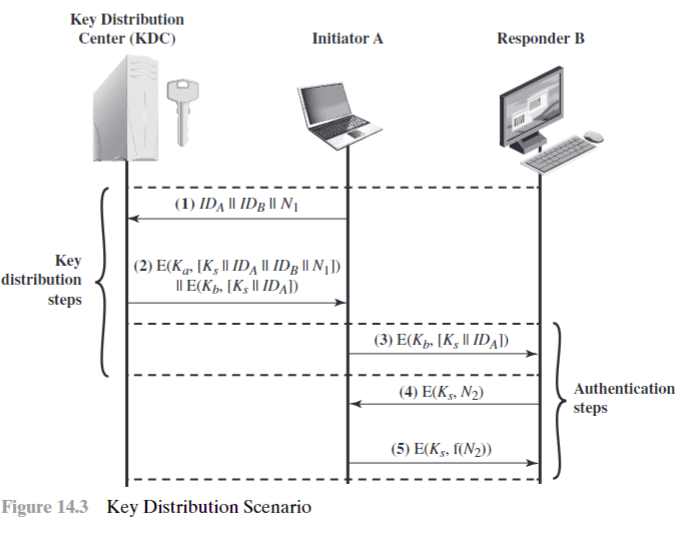 Key Distribution
Center (KDC)
Initiator A
Responder B
(1) ID_A || ID_B || N_1
Key
distribution
steps
(2) E(K_a, [K_s || ID_A || ID_B || N_1])
|| E(K_b, [K_s || ID_A])
(3) E(K_b, [K_s || ID_A])
(4) E(K_s, N_2)
Authentication
steps
(5) E(K_s, f(N_2))
Figure 14.3 Key Distribution Scenario